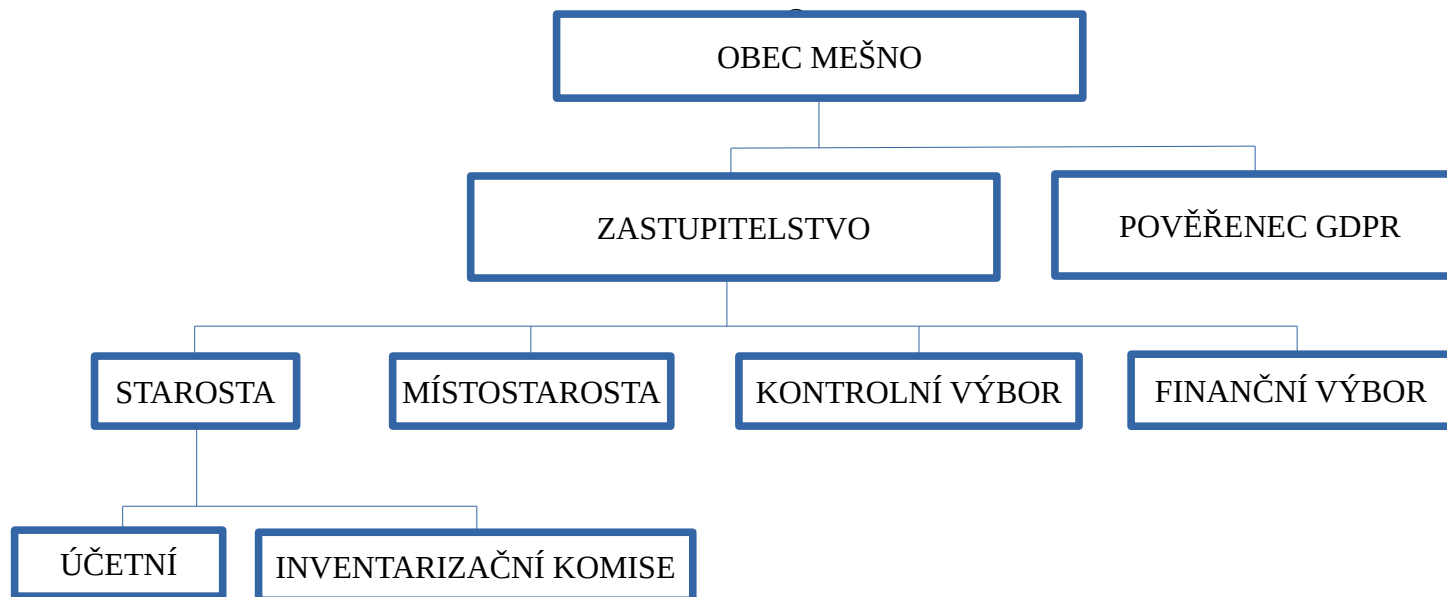 OBEC MEŠNO
ZASTUPITELSTVO
POVĚŘENEC GDPR
STAROSTA
MÍSTOSTAROSTA
KONTROLNÍ VÝBOR
FINANČNÍ VÝBOR
ÚČETNÍ
INVENTARIZAČNÍ KOMISE